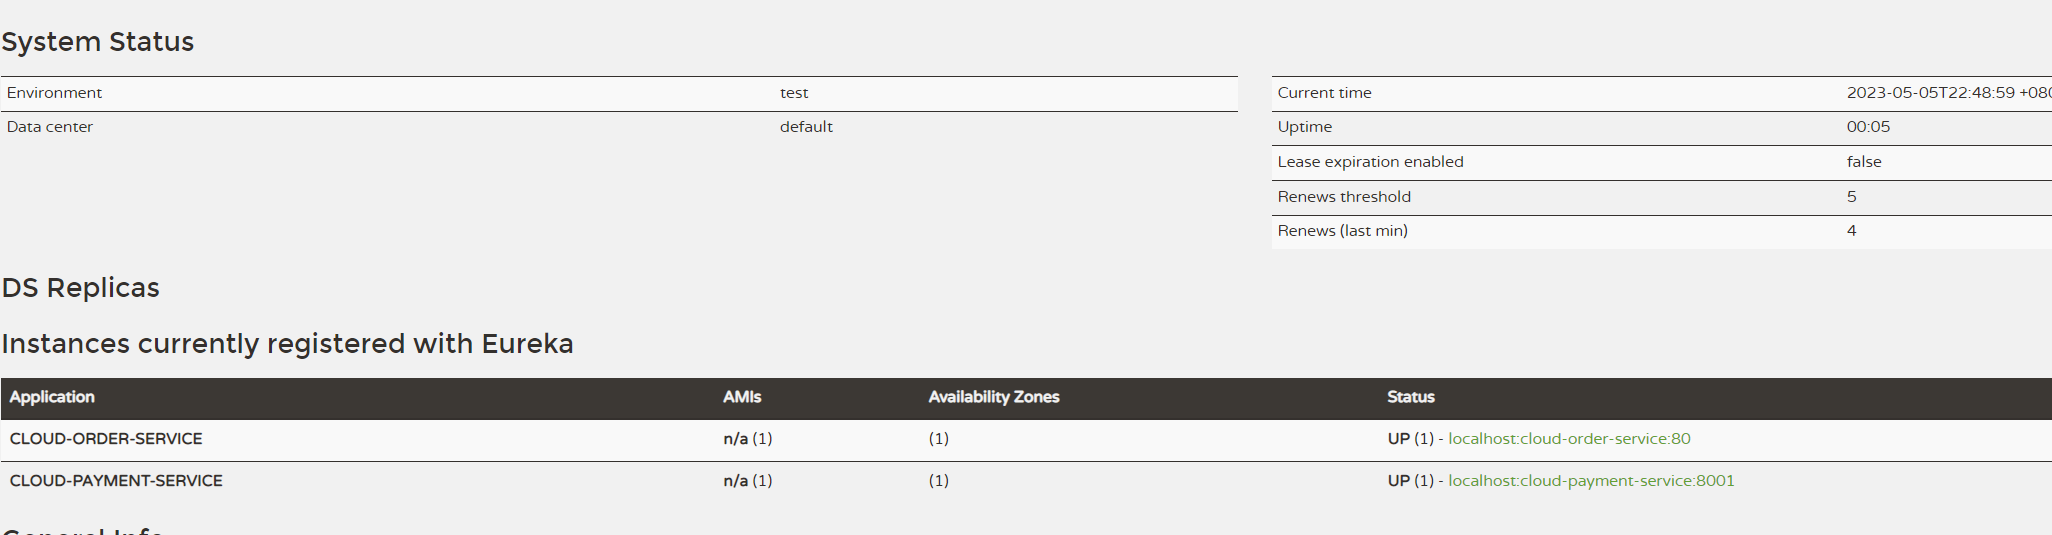 System Status
Environment test
Data center default
Current time 2023-05-05T22:48:59 +080
Uptime 00:05
Lease expiration enabled false
Renews threshold 5
Renews (last min) 4
DS Replicas
Instances currently registered with Eureka
Application AMIs Availability Zones Status
CLOUD-ORDER-SERVICE n/a (1) (1) UP (1) - localhost:cloud-order-service:80
CLOUD-PAYMENT-SERVICE n/a (1) (1) UP (1) - localhost:cloud-payment-service:8001
General Info